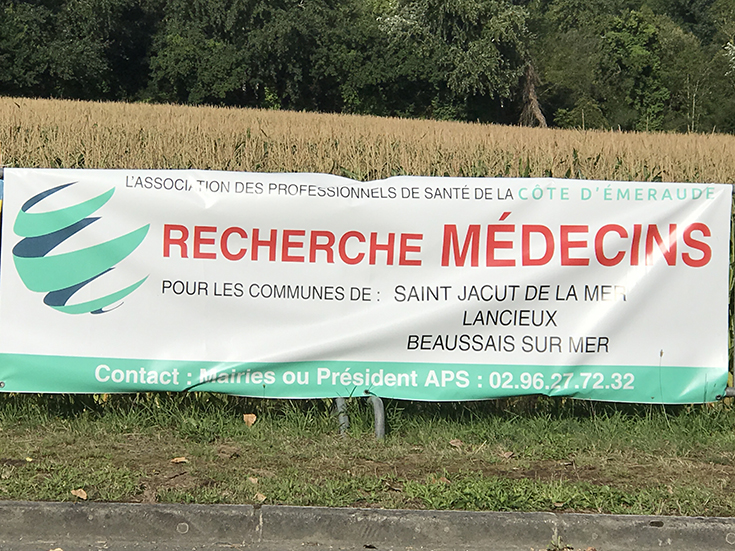 L'ASSOCIATION DES PROFESSIONNELS DE SANTÉ DE LA CÔTE D'ÉMERAUDE
RECHERCHE MÉDECINS
POUR LES COMMUNES DE : SAINT JACUT DE LA MER
LANCIEUX
BEAUSSAIS SUR MER
Contact : Mairies ou Président APS : 02.96.27.72.32